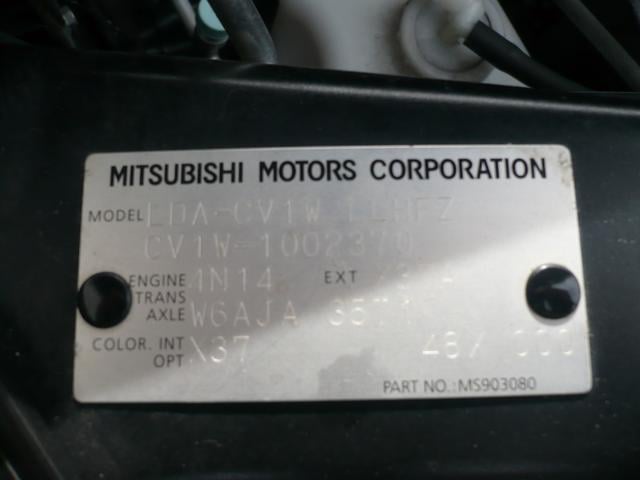 MITSUBISHI MOTORS CORPORATION
MODEL LDA-CV1W
CV1W-1002370
ENGINE 4N14 EXT
TRANS
AXLE W6AJA
COLOR. INT
OPT X37
PART NO.:MS903080